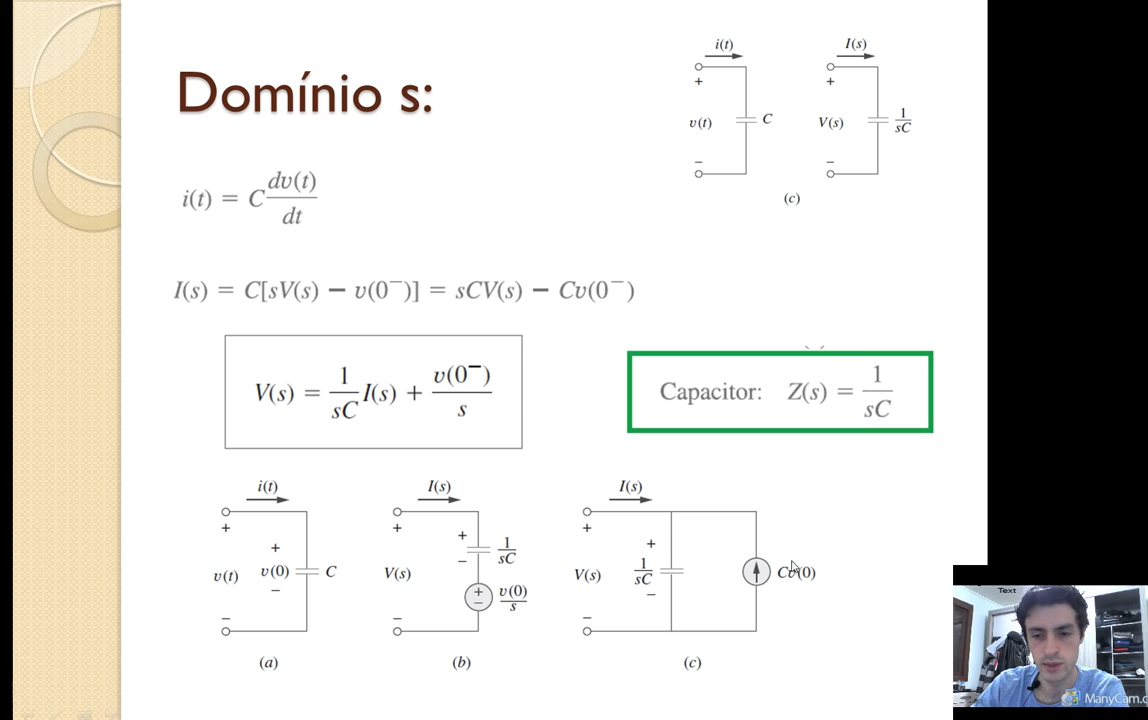 Domínio s:
i(t) I(s)
+ +
v(t) C V(s) 1/sC
− −
(c)
i(t) = C dv(t)/dt
I(s) = C[sV(s) − v(0⁻)] = sCV(s) − Cv(0⁻)
V(s) = 1/sC I(s) + v(0⁻)/s
Capacitor: Z(s) = 1/sC
i(t) I(s) I(s)
+ + + + + +
v(t) v(0) C V(s) 1/sC V(s) 1/sC Cv(0)
− − − + − v(0)/s − − −
(a) (b) (c)
Text
ManyCam.c